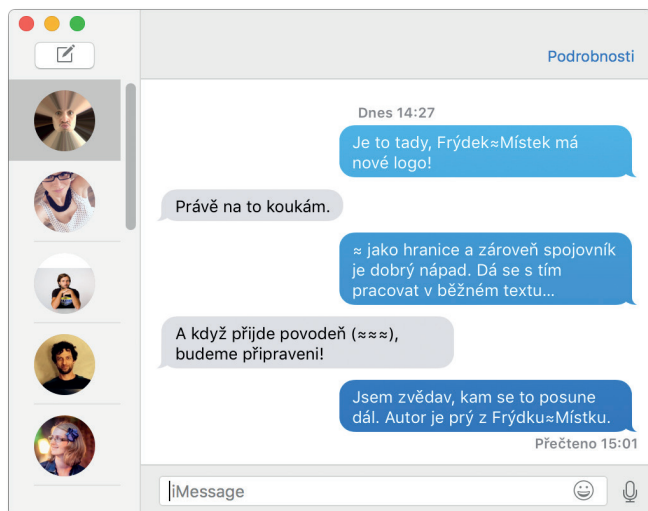 Podrobnosti
Dnes 14:27
Je to tady, Frýdek≈Místek má
nové logo!
Právě na to koukám.
≈ jako hranice a zároveň spojovník
je dobrý nápad. Dá se s tím
pracovat v běžném textu…
A když přijde povodeň (≈≈≈),
budeme připraveni!
Jsem zvědav, kam se to posune
dál. Autor je prý z Frýdku≈Místku.
Přečteno 15:01
iMessage